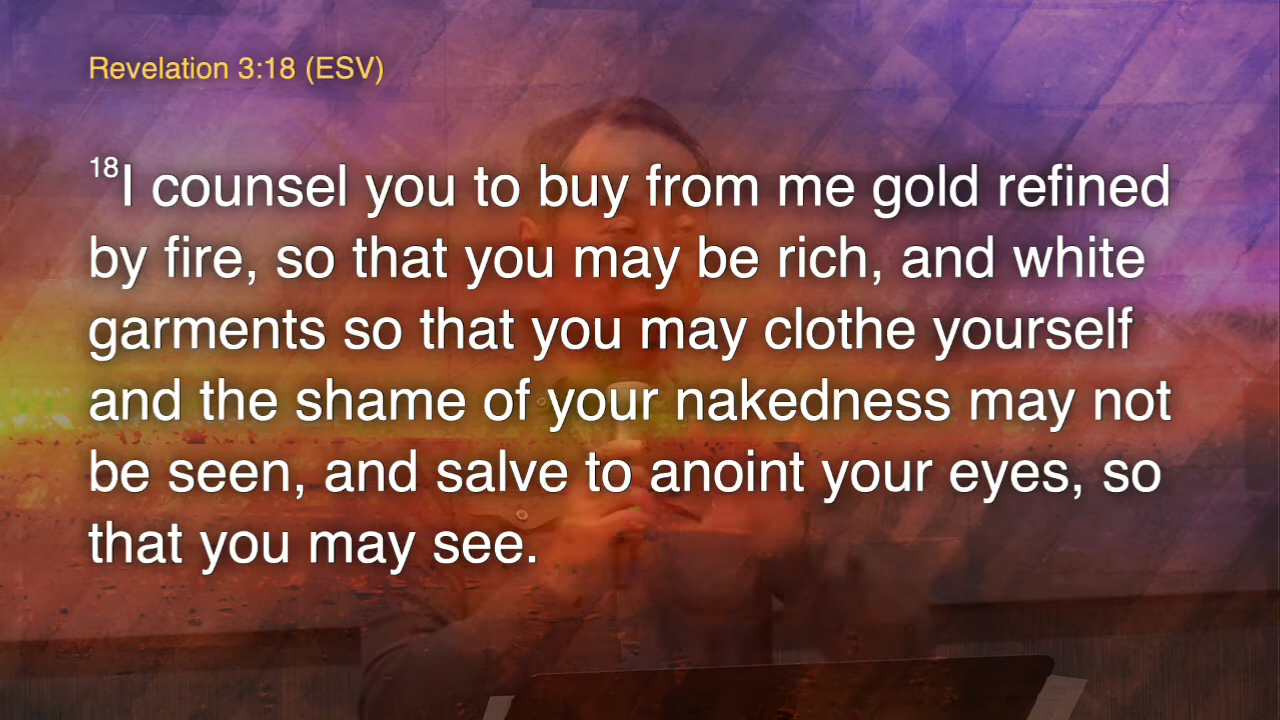 Revelation 3:18 (ESV)
18I counsel you to buy from me gold refined
by fire, so that you may be rich, and white
garments so that you may clothe yourself
and the shame of your nakedness may not
be seen, and salve to anoint your eyes, so
that you may see.